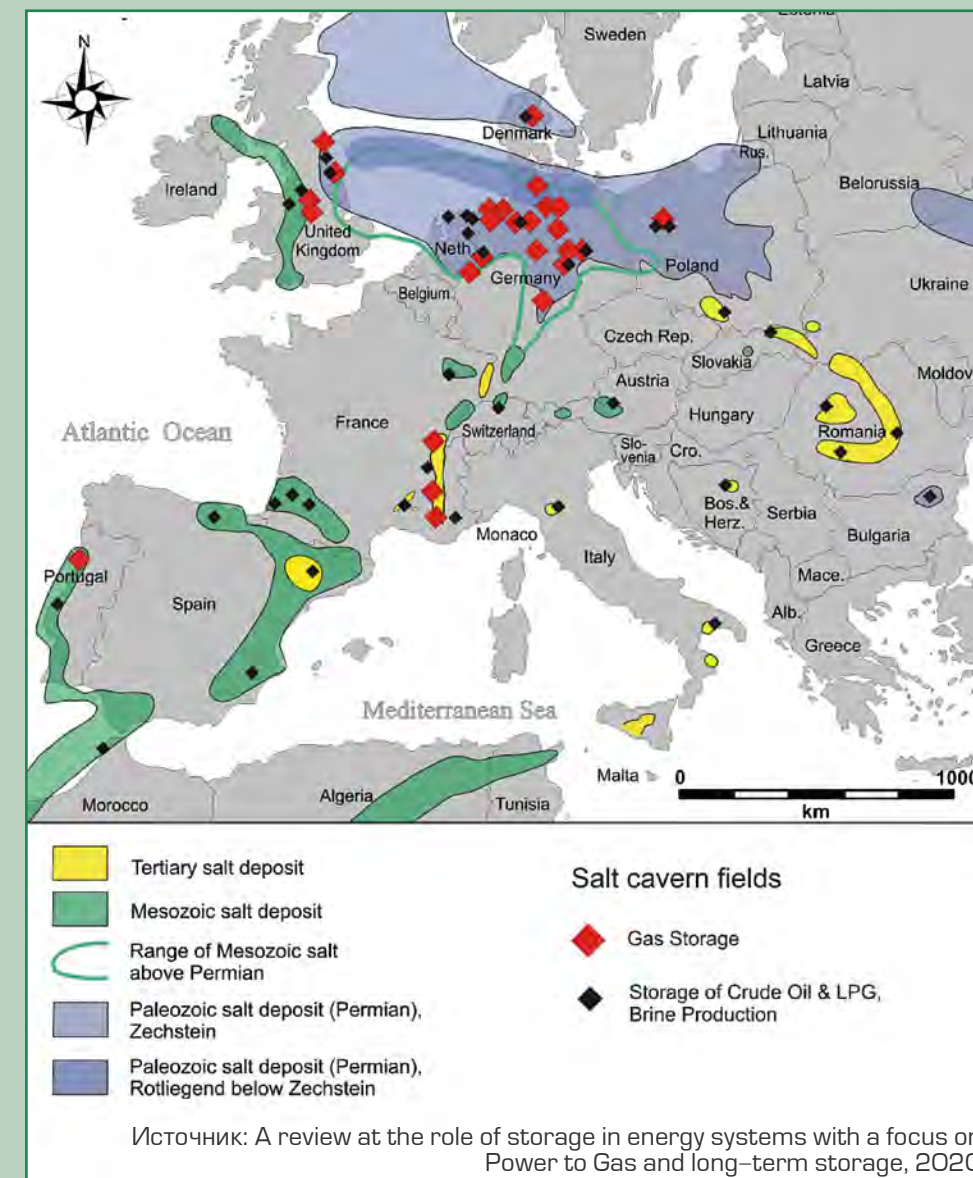 Estonia
N
Sweden
Latvia
Denmark
Lithuania
Rus.
Ireland
Belorussia
United
Kingdom
Neth.
Germany
Poland
Belgium
Ukraine
Czech Rep.
Slovakia
Moldov
Austria
France
Switzerland
Hungary
Atlantic Ocean
Romania
Slo-
venia
Cro.
Bos.&
Herz.
Serbia
Monaco
Bulgaria
Italy
Portugal
Mace.
Spain
Alb.
Greece
Mediterranean Sea
Malta
0
1000
km
Morocco
Algeria
Tunisia
Tertiary salt deposit
Mesozoic salt deposit
Range of Mesozoic salt
above Permian
Paleozoic salt deposit (Permian),
Zechstein
Paleozoic salt deposit (Permian),
Rotliegend below Zechstein
Salt cavern fields
Gas Storage
Storage of Crude Oil & LPG,
Brine Production
Источник: A review at the role of storage in energy systems with a focus on
Power to Gas and long-term storage, 2020